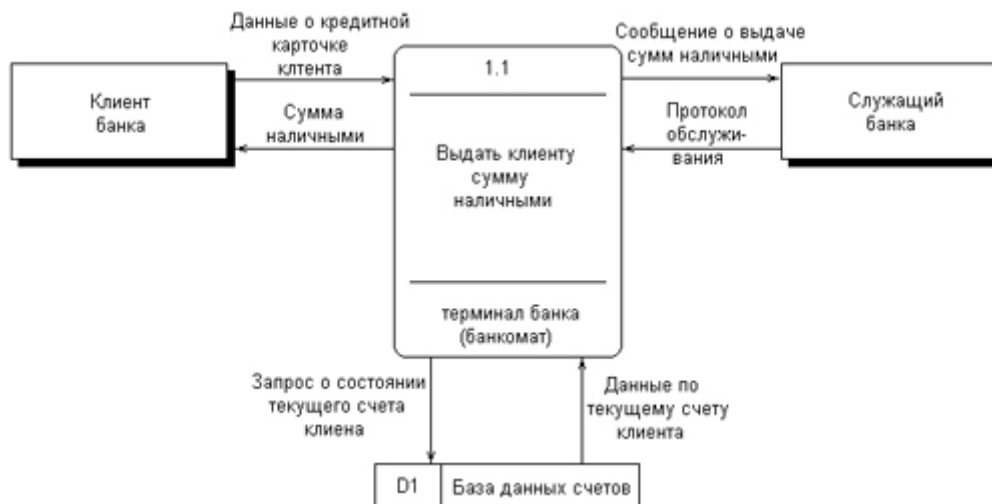 Данные о кредитной
карточке
клтента
Сообщение о выдаче
сумм наличными
1.1
Клиент
банка
Служащий
банка
Сумма
наличными
Протокол
обслужи-
вания
Выдать клиенту
сумму
наличными
терминал банка
(банкомат)
Запрос о состоянии
текущего счета
клиена
Данные по
текущему счету
клиента
D1
База данных счетов